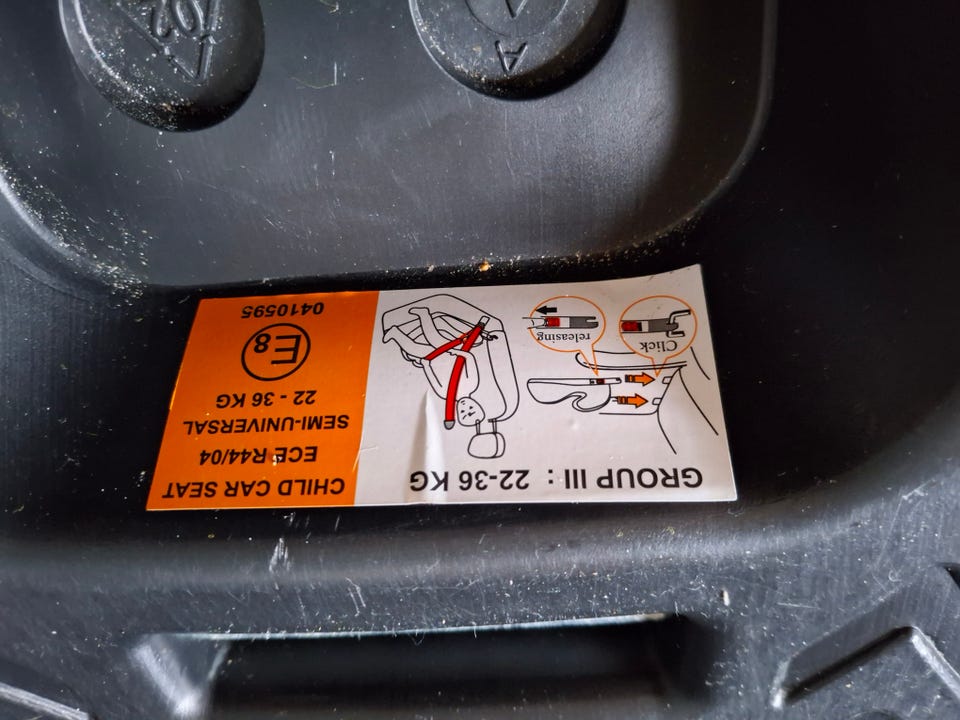 GROUP III : 22-36 KG
Click
releasing
CHILD CAR SEAT
ECE R44/04
SEMI-UNIVERSAL
22 - 36 KG
E8
0410595
02
A